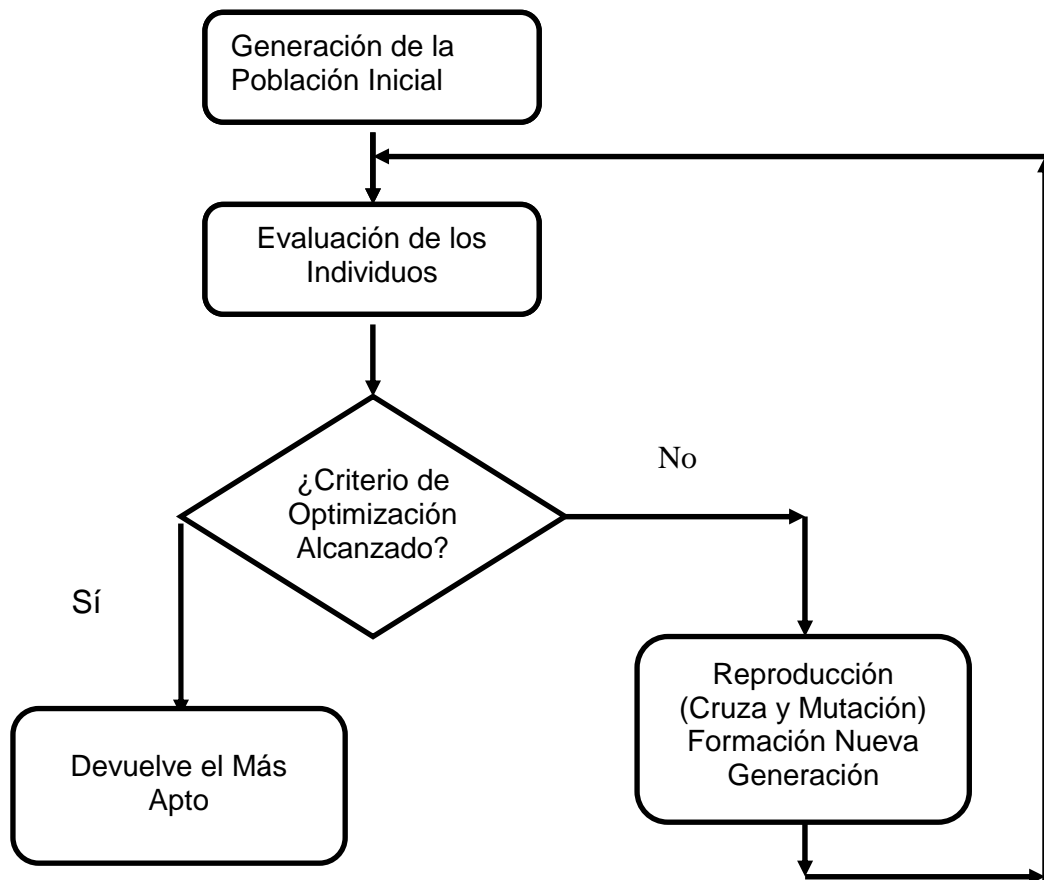 Generación de la
Población Inicial
Evaluación de los
Individuos
¿Criterio de
Optimización
Alcanzado?
No
Sí
Reproducción
(Cruza y Mutación)
Formación Nueva
Generación
Devuelve el Más
Apto